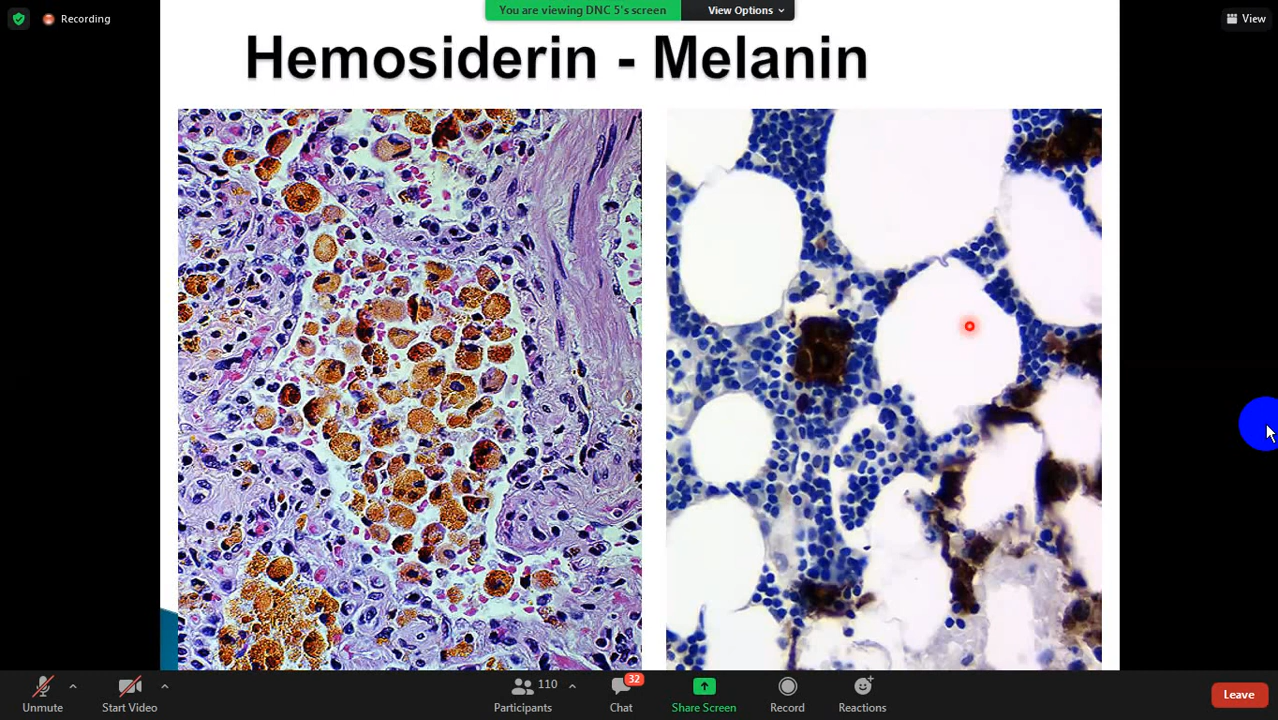 You are viewing DNC 5's screen
View Options
Recording
View
Hemosiderin - Melanin
Unmute
Start Video
110
Participants
32
Chat
Share Screen
Record
Reactions
Leave